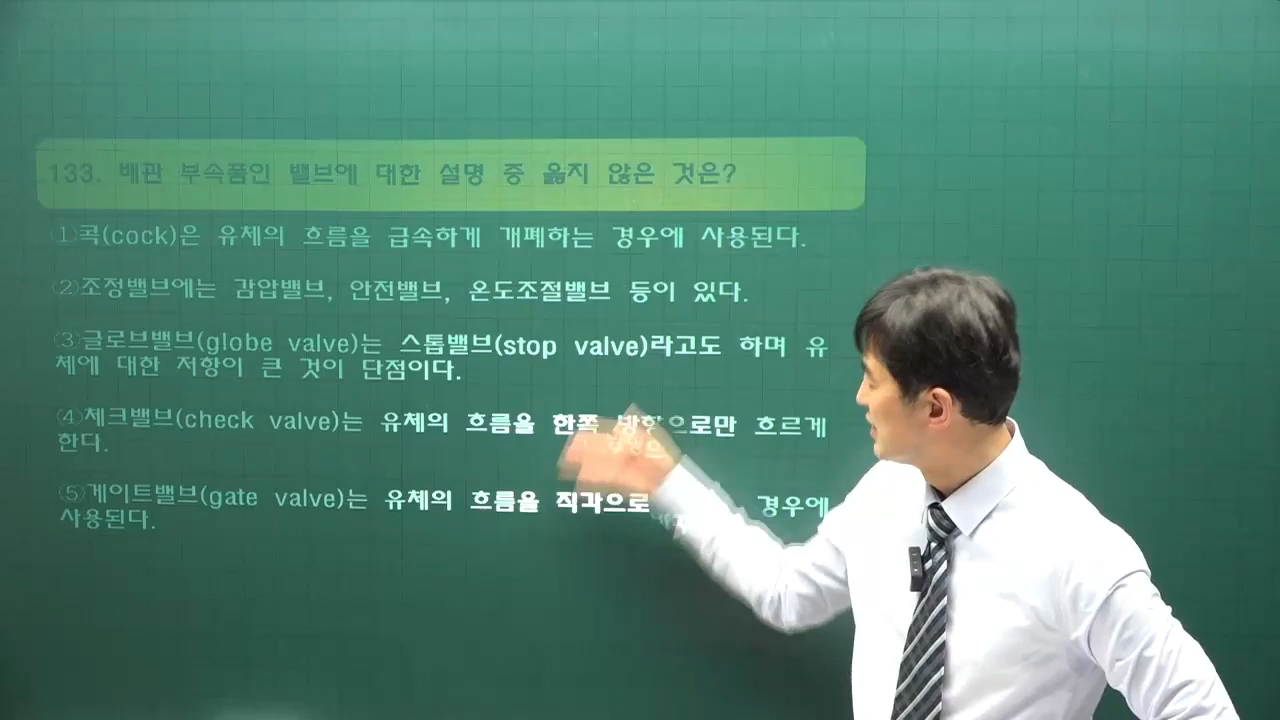 133. 배관 부속품인 밸브에 대한 설명 중 옳지 않은 것은?
①콕(cock)은 유체의 흐름을 급속하게 개폐하는 경우에 사용된다.
②조정밸브에는 감압밸브, 안전밸브, 온도조절밸브 등이 있다.
③글로브밸브(globe valve)는 스톱밸브(stop valve)라고도 하며 유
체에 대한 저항이 큰 것이 단점이다.
④체크밸브(check valve)는 유체의 흐름을 한쪽 방향으로만 흐르게
한다.
⑤게이트밸브(gate valve)는 유체의 흐름을 직각으로 경우에
사용된다.